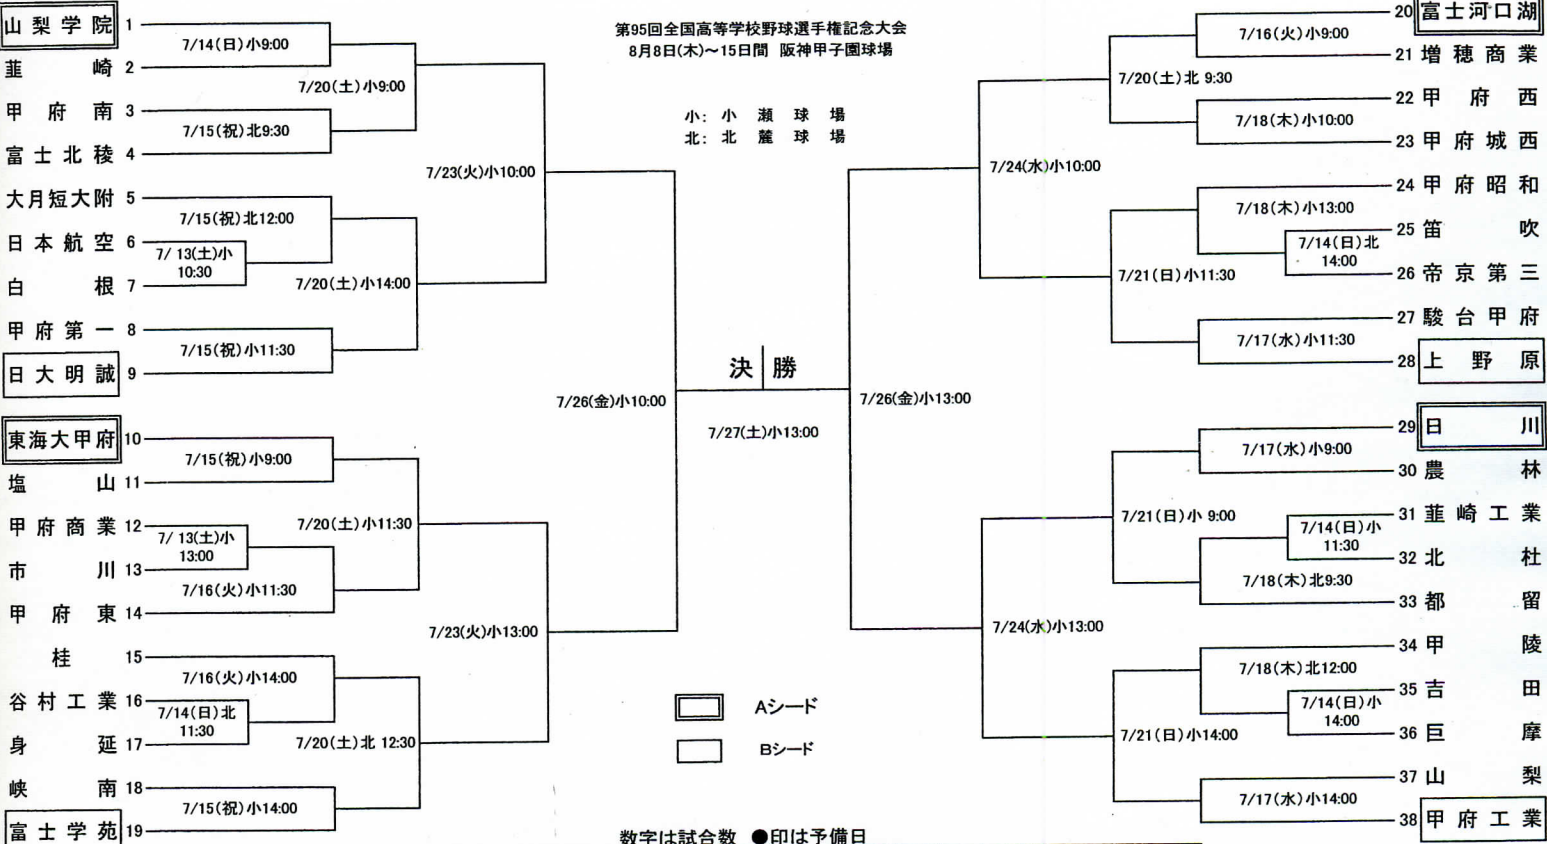 第95回全国高等学校野球選手権記念大会
8月8日(木)～15日間 阪神甲子園球場
小: 小瀬球場
北: 北麓球場
山梨学院 1
7/14(日)小9:00
韮崎 2
7/20(土)小9:00
甲府南 3
7/15(祝)北9:30
富士北稜 4
7/23(火)小10:00
大月短大附 5
7/15(祝)北12:00
日本航空 6
7/13(土)小
10:30
白根 7
7/20(土)小14:00
甲府第一 8
7/15(祝)小11:30
日大明誠 9
7/26(金)小10:00
東海大甲府 10
7/15(祝)小9:00
塩山 11
甲府商業 12
7/20(土)小11:30
7/13(土)小
13:00
市川 13
7/16(火)小11:30
甲府東 14
7/23(火)小13:00
桂 15
7/16(火)小14:00
谷村工業 16
7/14(日)北
11:30
身延 17
7/20(土)北 12:30
峡南 18
7/15(祝)小14:00
富士学苑 19
決勝
7/27(土)小13:00
Aシード
Bシード
数字は試合数 ●印は予備日
20 富士河口湖
7/16(火)小9:00
21 増穂商業
7/20(土)北 9:30
22 甲府西
7/18(木)小10:00
23 甲府城西
7/24(水)小10:00
24 甲府昭和
7/18(木)小13:00
25 笛吹
7/14(日)北
14:00
26 帝京第三
7/21(日)小11:30
27 駿台甲府
7/17(水)小11:30
28 上野原
7/26(金)小13:00
29 日川
7/17(水)小9:00
30 農林
7/21(日)小 9:00
31 韮崎工業
7/14(日)小
11:30
32 北杜
7/18(木)北9:30
33 都留
7/24(水)小13:00
34 甲陵
7/18(木)北12:00
35 吉田
7/14(日)小
14:00
36 巨摩
7/21(日)小14:00
37 山梨
7/17(水)小14:00
38 甲府工業